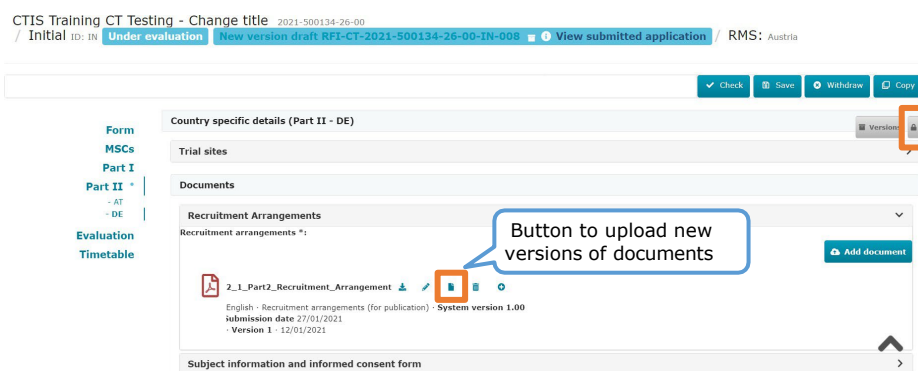 CTIS Training CT Testing - Change title 2021-500134-26-00
/ Initial ID: IN Under evaluation New version draft RFI-CT-2021-500134-26-00-IN-008 View submitted application / RMS: Austria
Check Save Withdraw Copy
Form
MSCs
Part I
Part II *
- AT
- DE
Evaluation
Timetable
Country specific details (Part II - DE)
Versions
Trial sites
Documents
Recruitment Arrangements
Recruitment arrangements *:
Button to upload new
versions of documents
Add document
2_1_Part2_Recruitment_Arrangement
English · Recruitment arrangements (for publication) · System version 1.00
submission date 27/01/2021
· Version 1 · 12/01/2021
Subject information and informed consent form